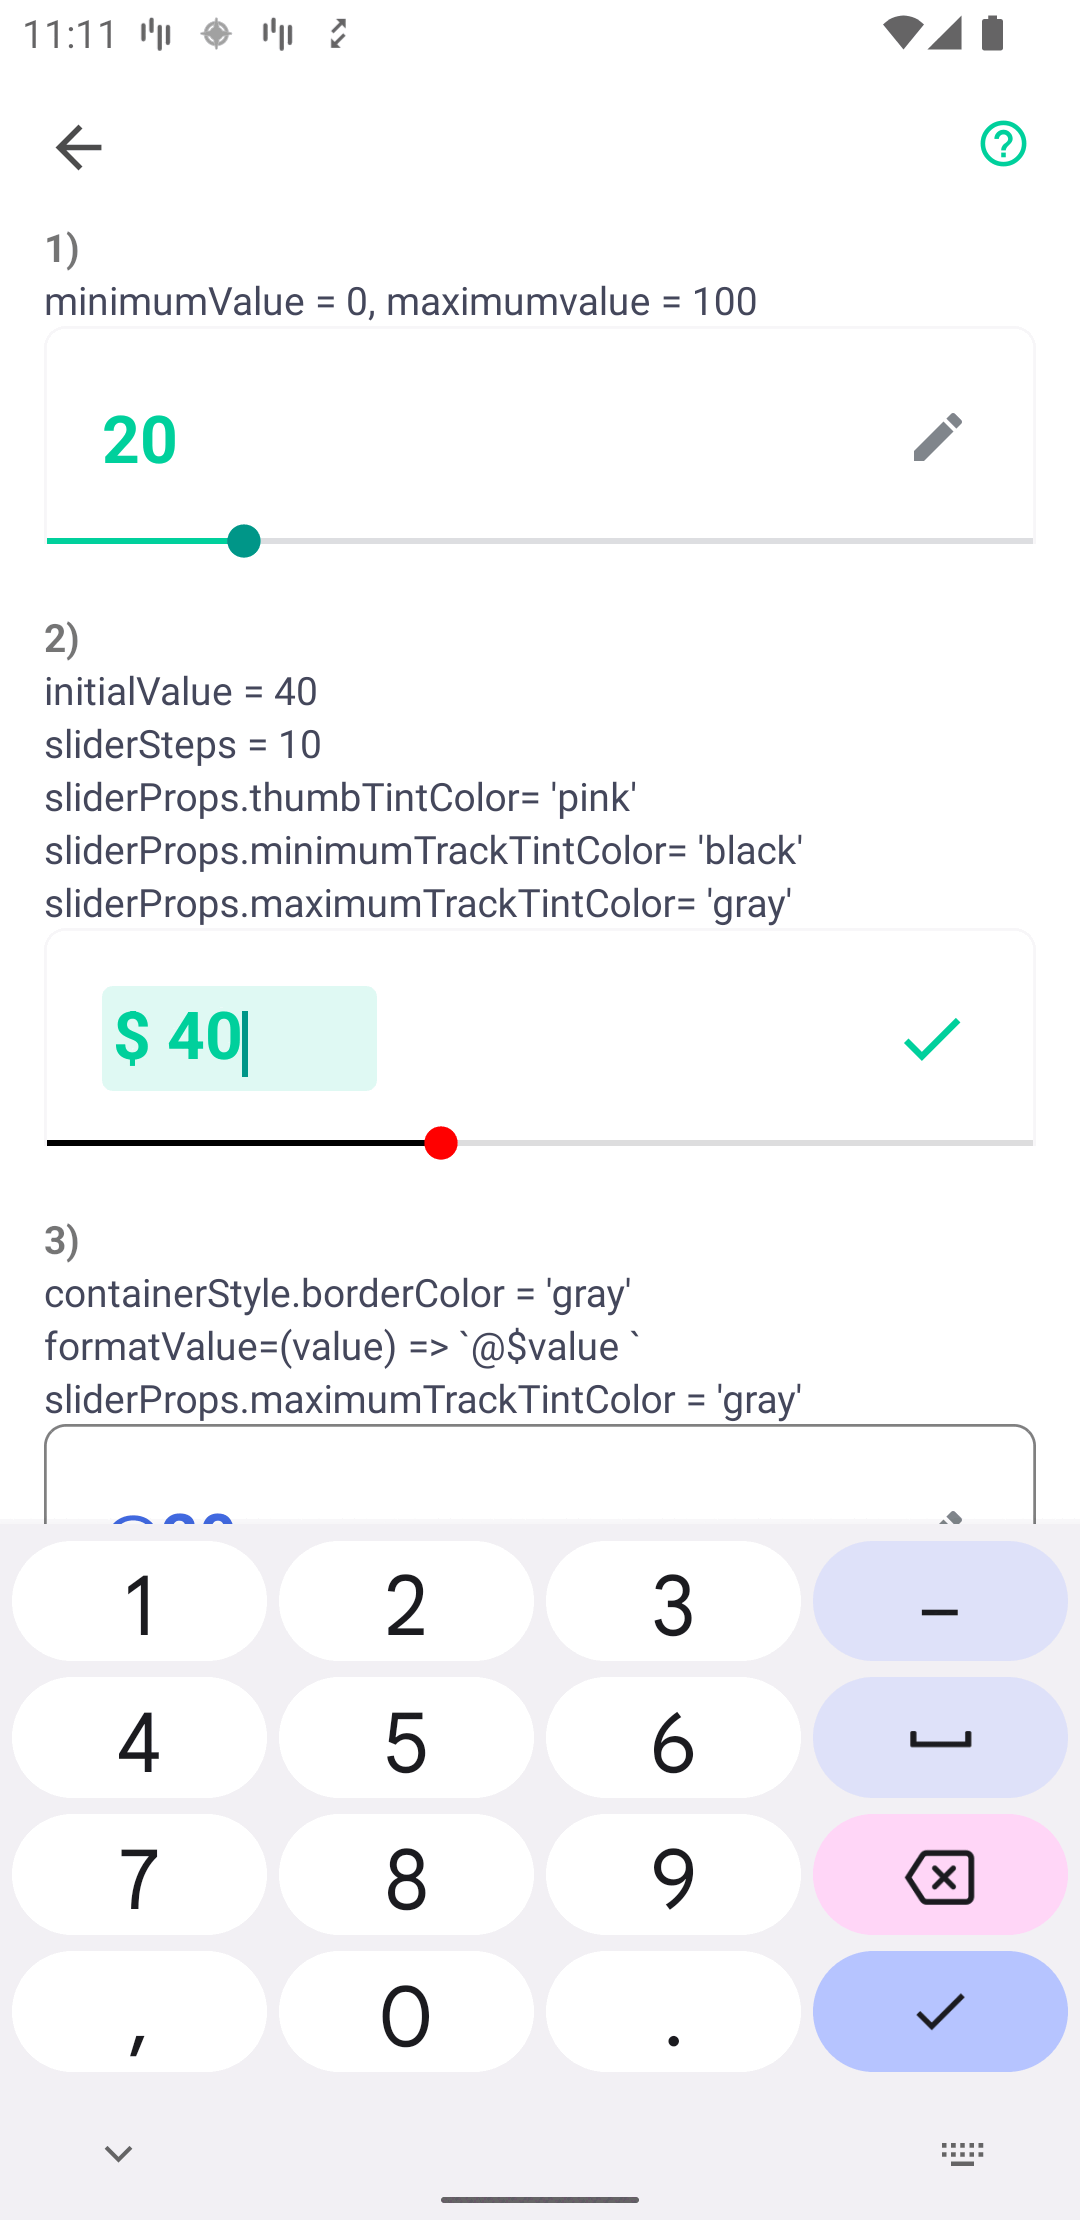 11:11
1)
minimumValue = 0, maximumvalue = 100
20
2)
initialValue = 40
sliderSteps = 10
sliderProps.thumbTintColor= 'pink'
sliderProps.minimumTrackTintColor= 'black'
sliderProps.maximumTrackTintColor= 'gray'
$ 40
3)
containerStyle.borderColor = 'gray'
formatValue=(value) => `@$value `
sliderProps.maximumTrackTintColor = 'gray'
1 2 3 –
4 5 6
7 8 9
, 0 .